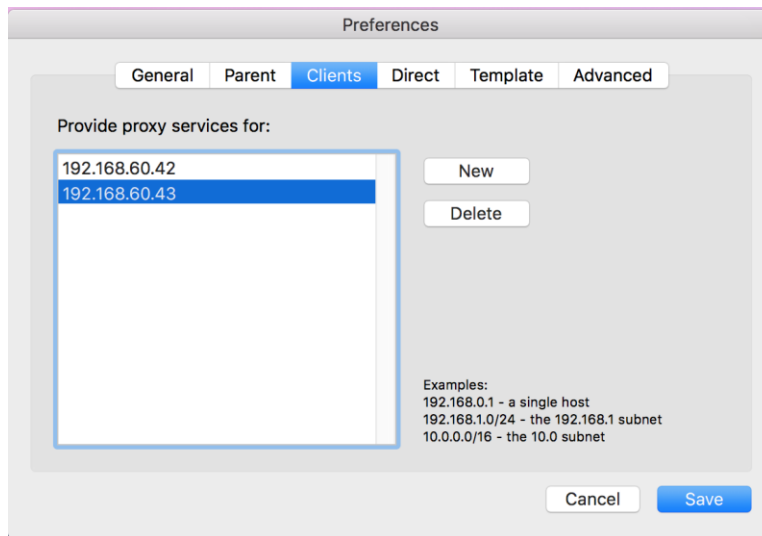 Preferences
General Parent Clients Direct Template Advanced
Provide proxy services for:
192.168.60.42
192.168.60.43
New
Delete
Examples:
192.168.0.1 - a single host
192.168.1.0/24 - the 192.168.1 subnet
10.0.0.0/16 - the 10.0 subnet
Cancel Save